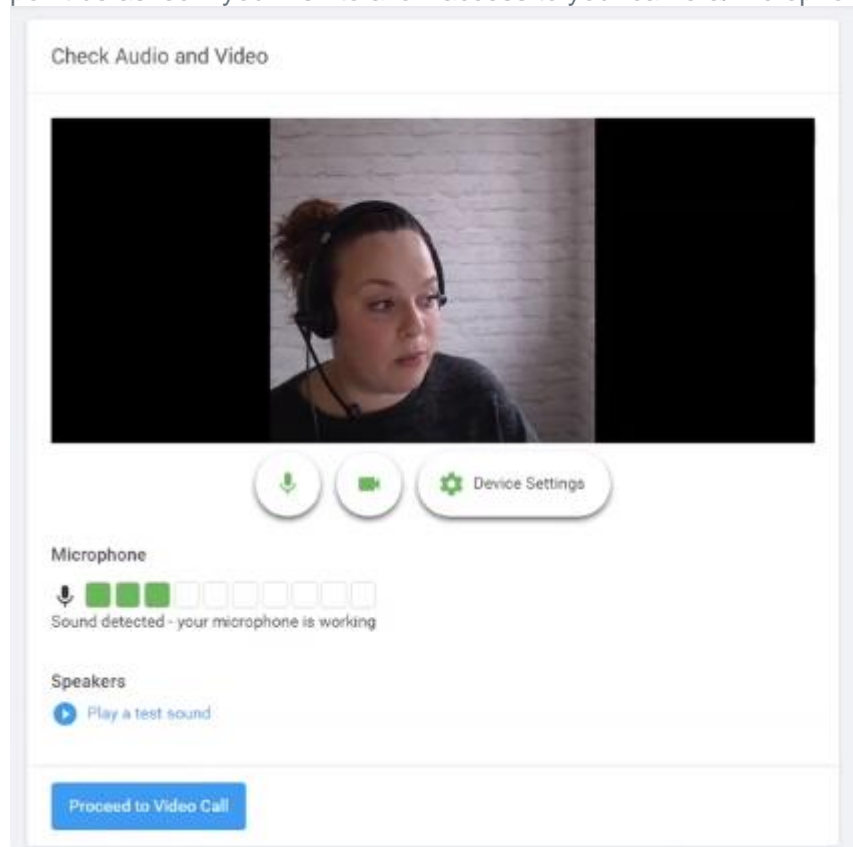 Check Audio and Video
Device Settings
Microphone
Sound detected - your microphone is working
Speakers
Play a test sound
Proceed to Video Call